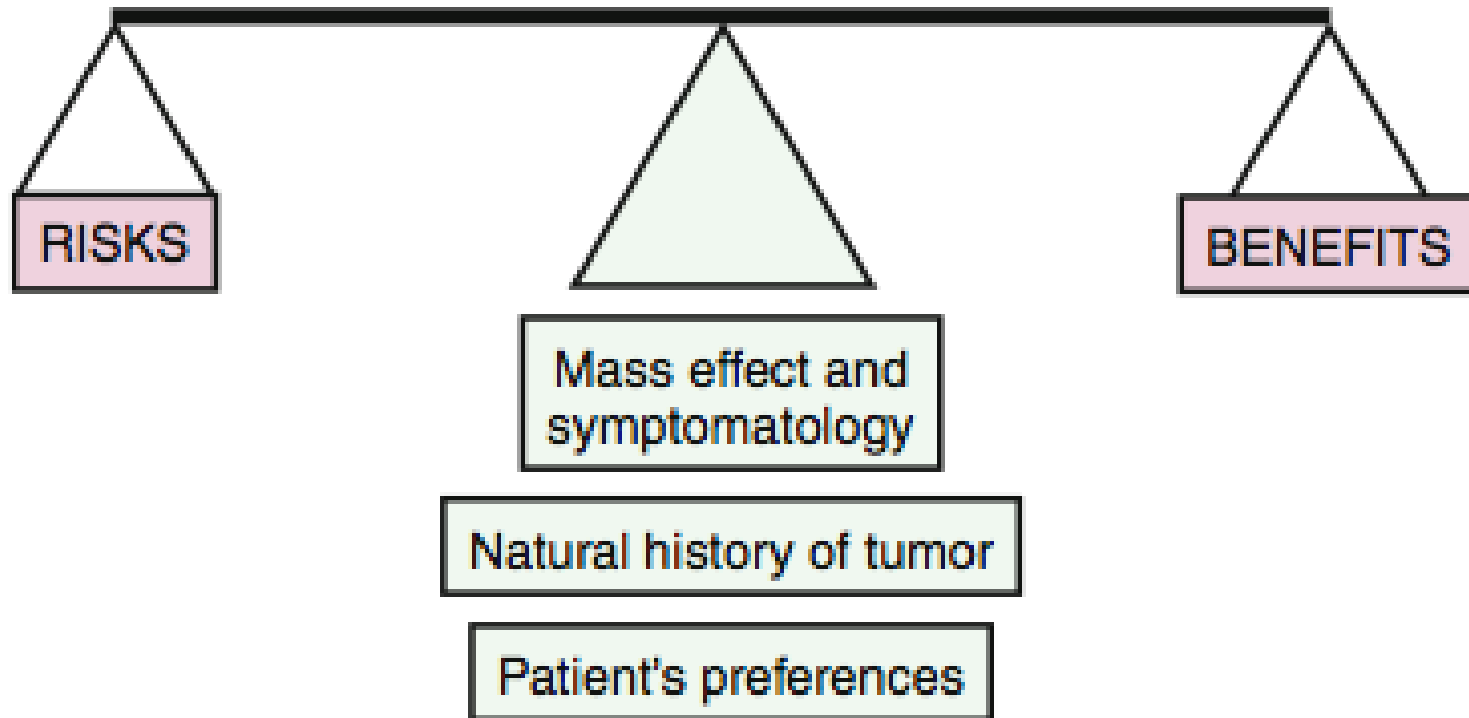 RISKS
BENEFITS
Mass effect and
symptomatology
Natural history of tumor
Patient's preferences